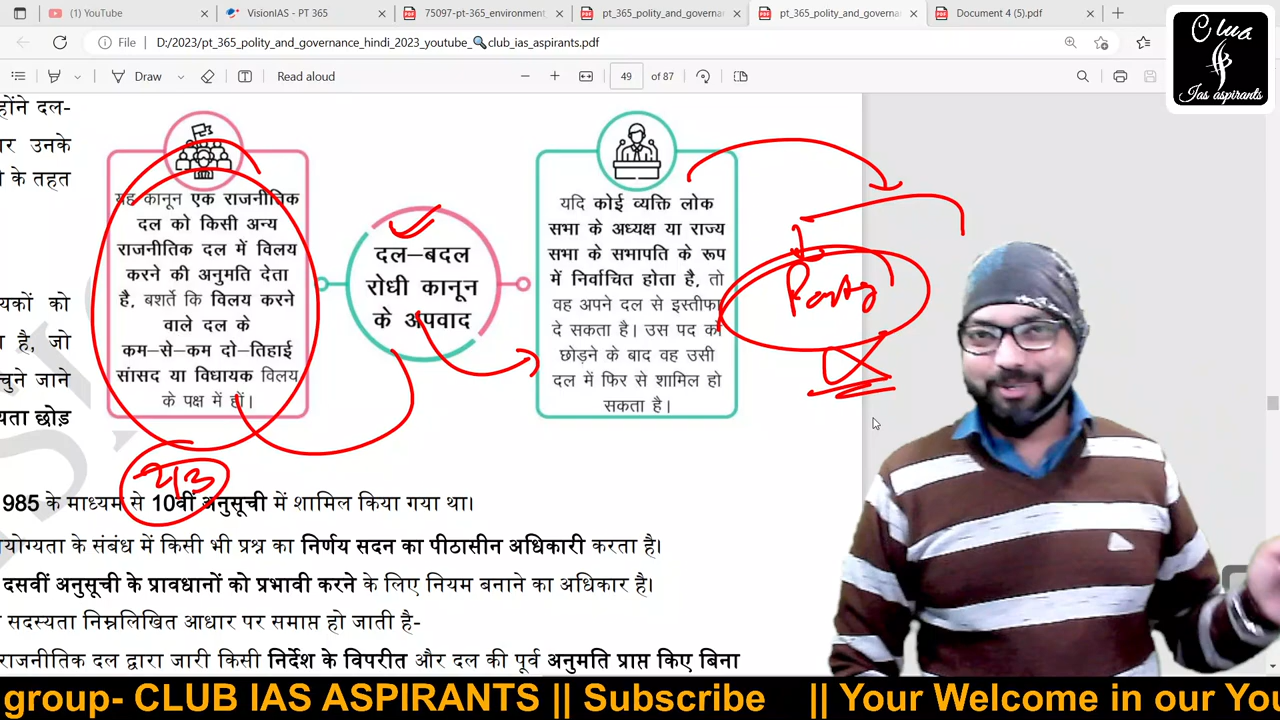 (1) YouTube
VisionIAS - PT 365
75097-pt-365_environment_
pt_365_polity_and_governa
pt_365_polity_and_governa
Document 4 (5).pdf
File
D:/2023/pt_365_polity_and_governance_hindi_2023_youtube_🔍club_ias_aspirants.pdf
Draw
Read aloud
49
of 87
Club
Ias aspirants
होंने दल-
ार उनके
ी के तहत
यकों को
ा है, जो
चुने जाने
यता छोड़
यह कानून एक राजनीतिक
दल को किसी अन्य
राजनीतिक दल में विलय
करने की अनुमति देता
है, बशर्ते कि विलय करने
वाले दल के
कम–से–कम दो–तिहाई
सांसद या विधायक विलय
के पक्ष में हों।
दल–बदल
रोधी कानून
के अपवाद
यदि कोई व्यक्ति लोक
सभा के अध्यक्ष या राज्य
सभा के सभापति के रूप
में निर्वाचित होता है, तो
वह अपने दल से इस्तीफा
दे सकता है। उस पद को
छोड़ने के बाद वह उसी
दल में फिर से शामिल हो
सकता है।
Party
2/3
985 के माध्यम से 10वीं अनुसूची में शामिल किया गया था।
योग्यता के संबंध में किसी भी प्रश्न का निर्णय सदन का पीठासीन अधिकारी करता है।
दसवीं अनुसूची के प्रावधानों को प्रभावी करने के लिए नियम बनाने का अधिकार है।
सदस्यता निम्नलिखित आधार पर समाप्त हो जाती है-
राजनीतिक दल द्वारा जारी किसी निर्देश के विपरीत और दल की पूर्व अनुमति प्राप्त किए बिना
group- CLUB IAS ASPIRANTS || Subscribe || Your Welcome in our You